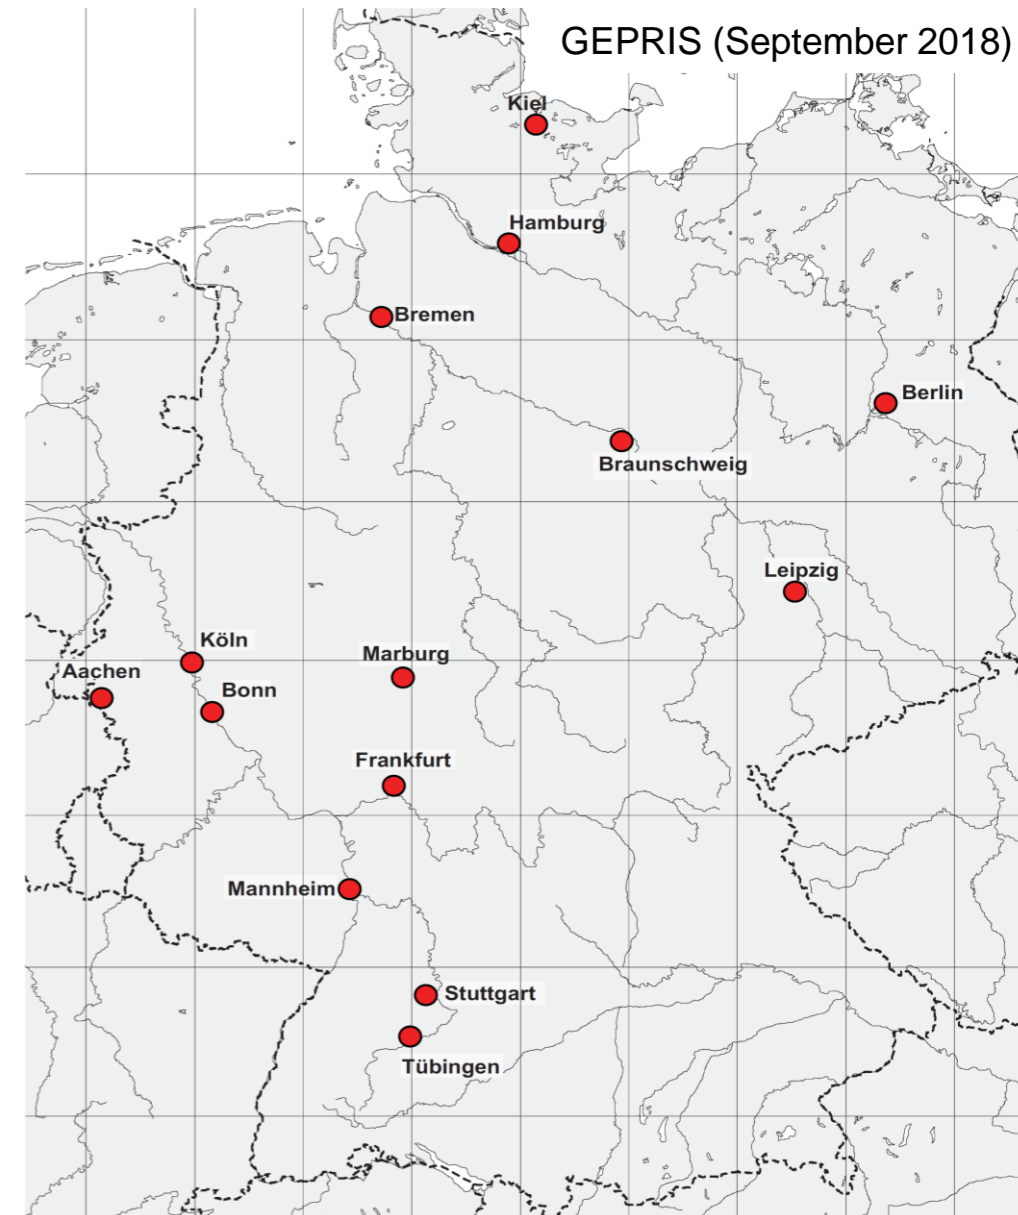 GEPRIS (September 2018)
Kiel
Hamburg
Bremen
Berlin
Braunschweig
Leipzig
Köln
Marburg
Aachen
Bonn
Frankfurt
Mannheim
Stuttgart
Tübingen